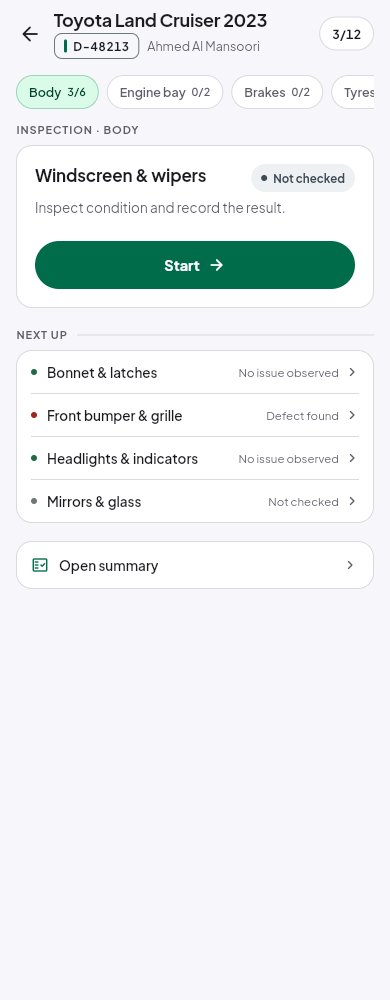 Toyota Land Cruiser 2023
D-48213 Ahmed Al Mansoori
3/12
Body 3/6 Engine bay 0/2 Brakes 0/2 Tyres
INSPECTION · BODY
Windscreen & wipers
Not checked
Inspect condition and record the result.
Start →
NEXT UP
Bonnet & latches No issue observed
Front bumper & grille Defect found
Headlights & indicators No issue observed
Mirrors & glass Not checked
Open summary